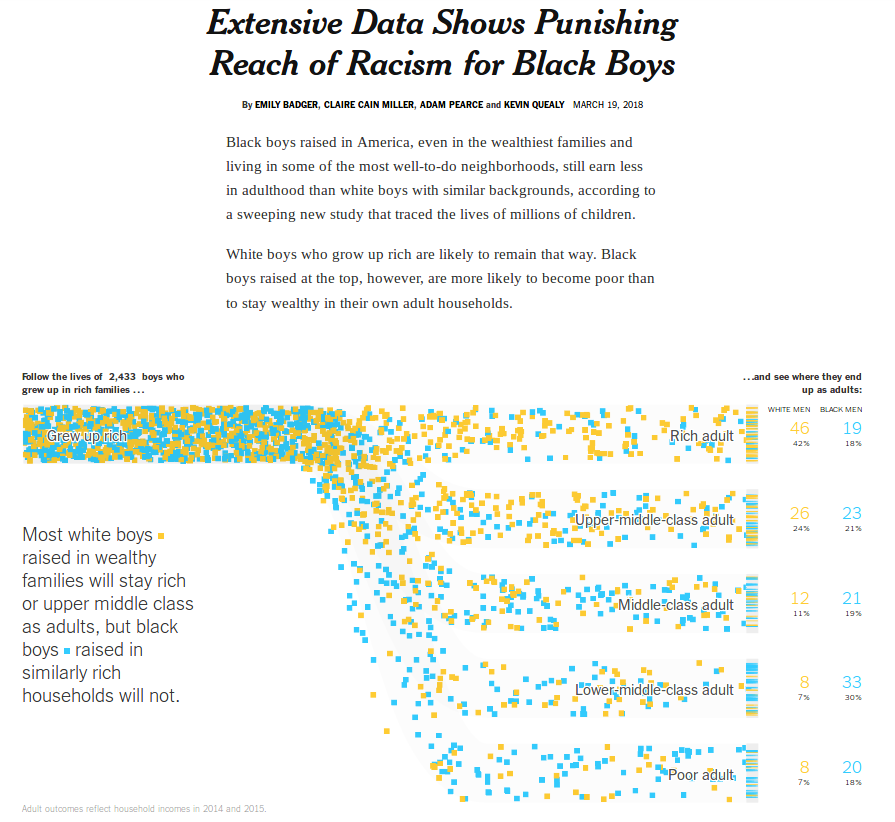 Extensive Data Shows Punishing
Reach of Racism for Black Boys
By EMILY BADGER, CLAIRE CAIN MILLER, ADAM PEARCE and KEVIN QUEALY MARCH 19, 2018
Black boys raised in America, even in the wealthiest families and
living in some of the most well-to-do neighborhoods, still earn less
in adulthood than white boys with similar backgrounds, according to
a sweeping new study that traced the lives of millions of children.
White boys who grow up rich are likely to remain that way. Black
boys raised at the top, however, are more likely to become poor than
to stay wealthy in their own adult households.
Follow the lives of 2,433 boys who
grew up in rich families ...
...and see where they end
up as adults:
WHITE MEN BLACK MEN
Grew up rich
Rich adult
46 19
42% 18%
Upper-middle-class adult
26 23
24% 21%
Most white boys
raised in wealthy
families will stay rich
or upper middle class
as adults, but black
boys raised in
similarly rich
households will not.
Middle-class adult
12 21
11% 19%
Lower-middle-class adult
8 33
7% 30%
Poor adult
8 20
7% 18%
Adult outcomes reflect household incomes in 2014 and 2015.